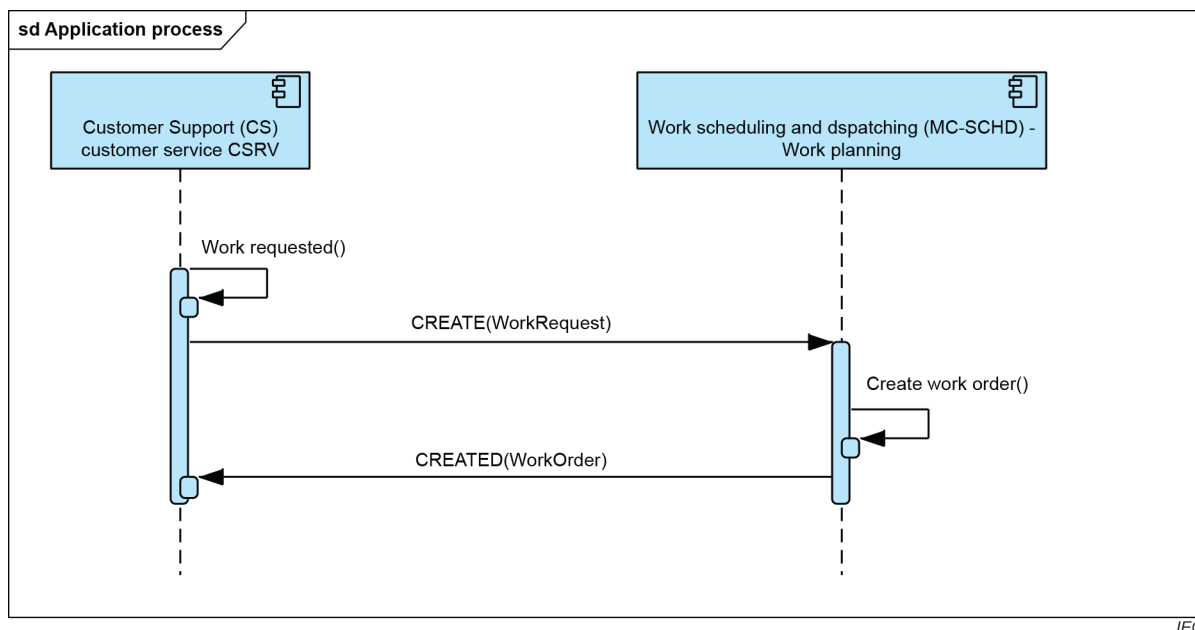 sd Application process
Customer Support (CS)
customer service CSRV
Work scheduling and dspatching (MC-SCHD) -
Work planning
Work requested()
CREATE(WorkRequest)
Create work order()
CREATED(WorkOrder)